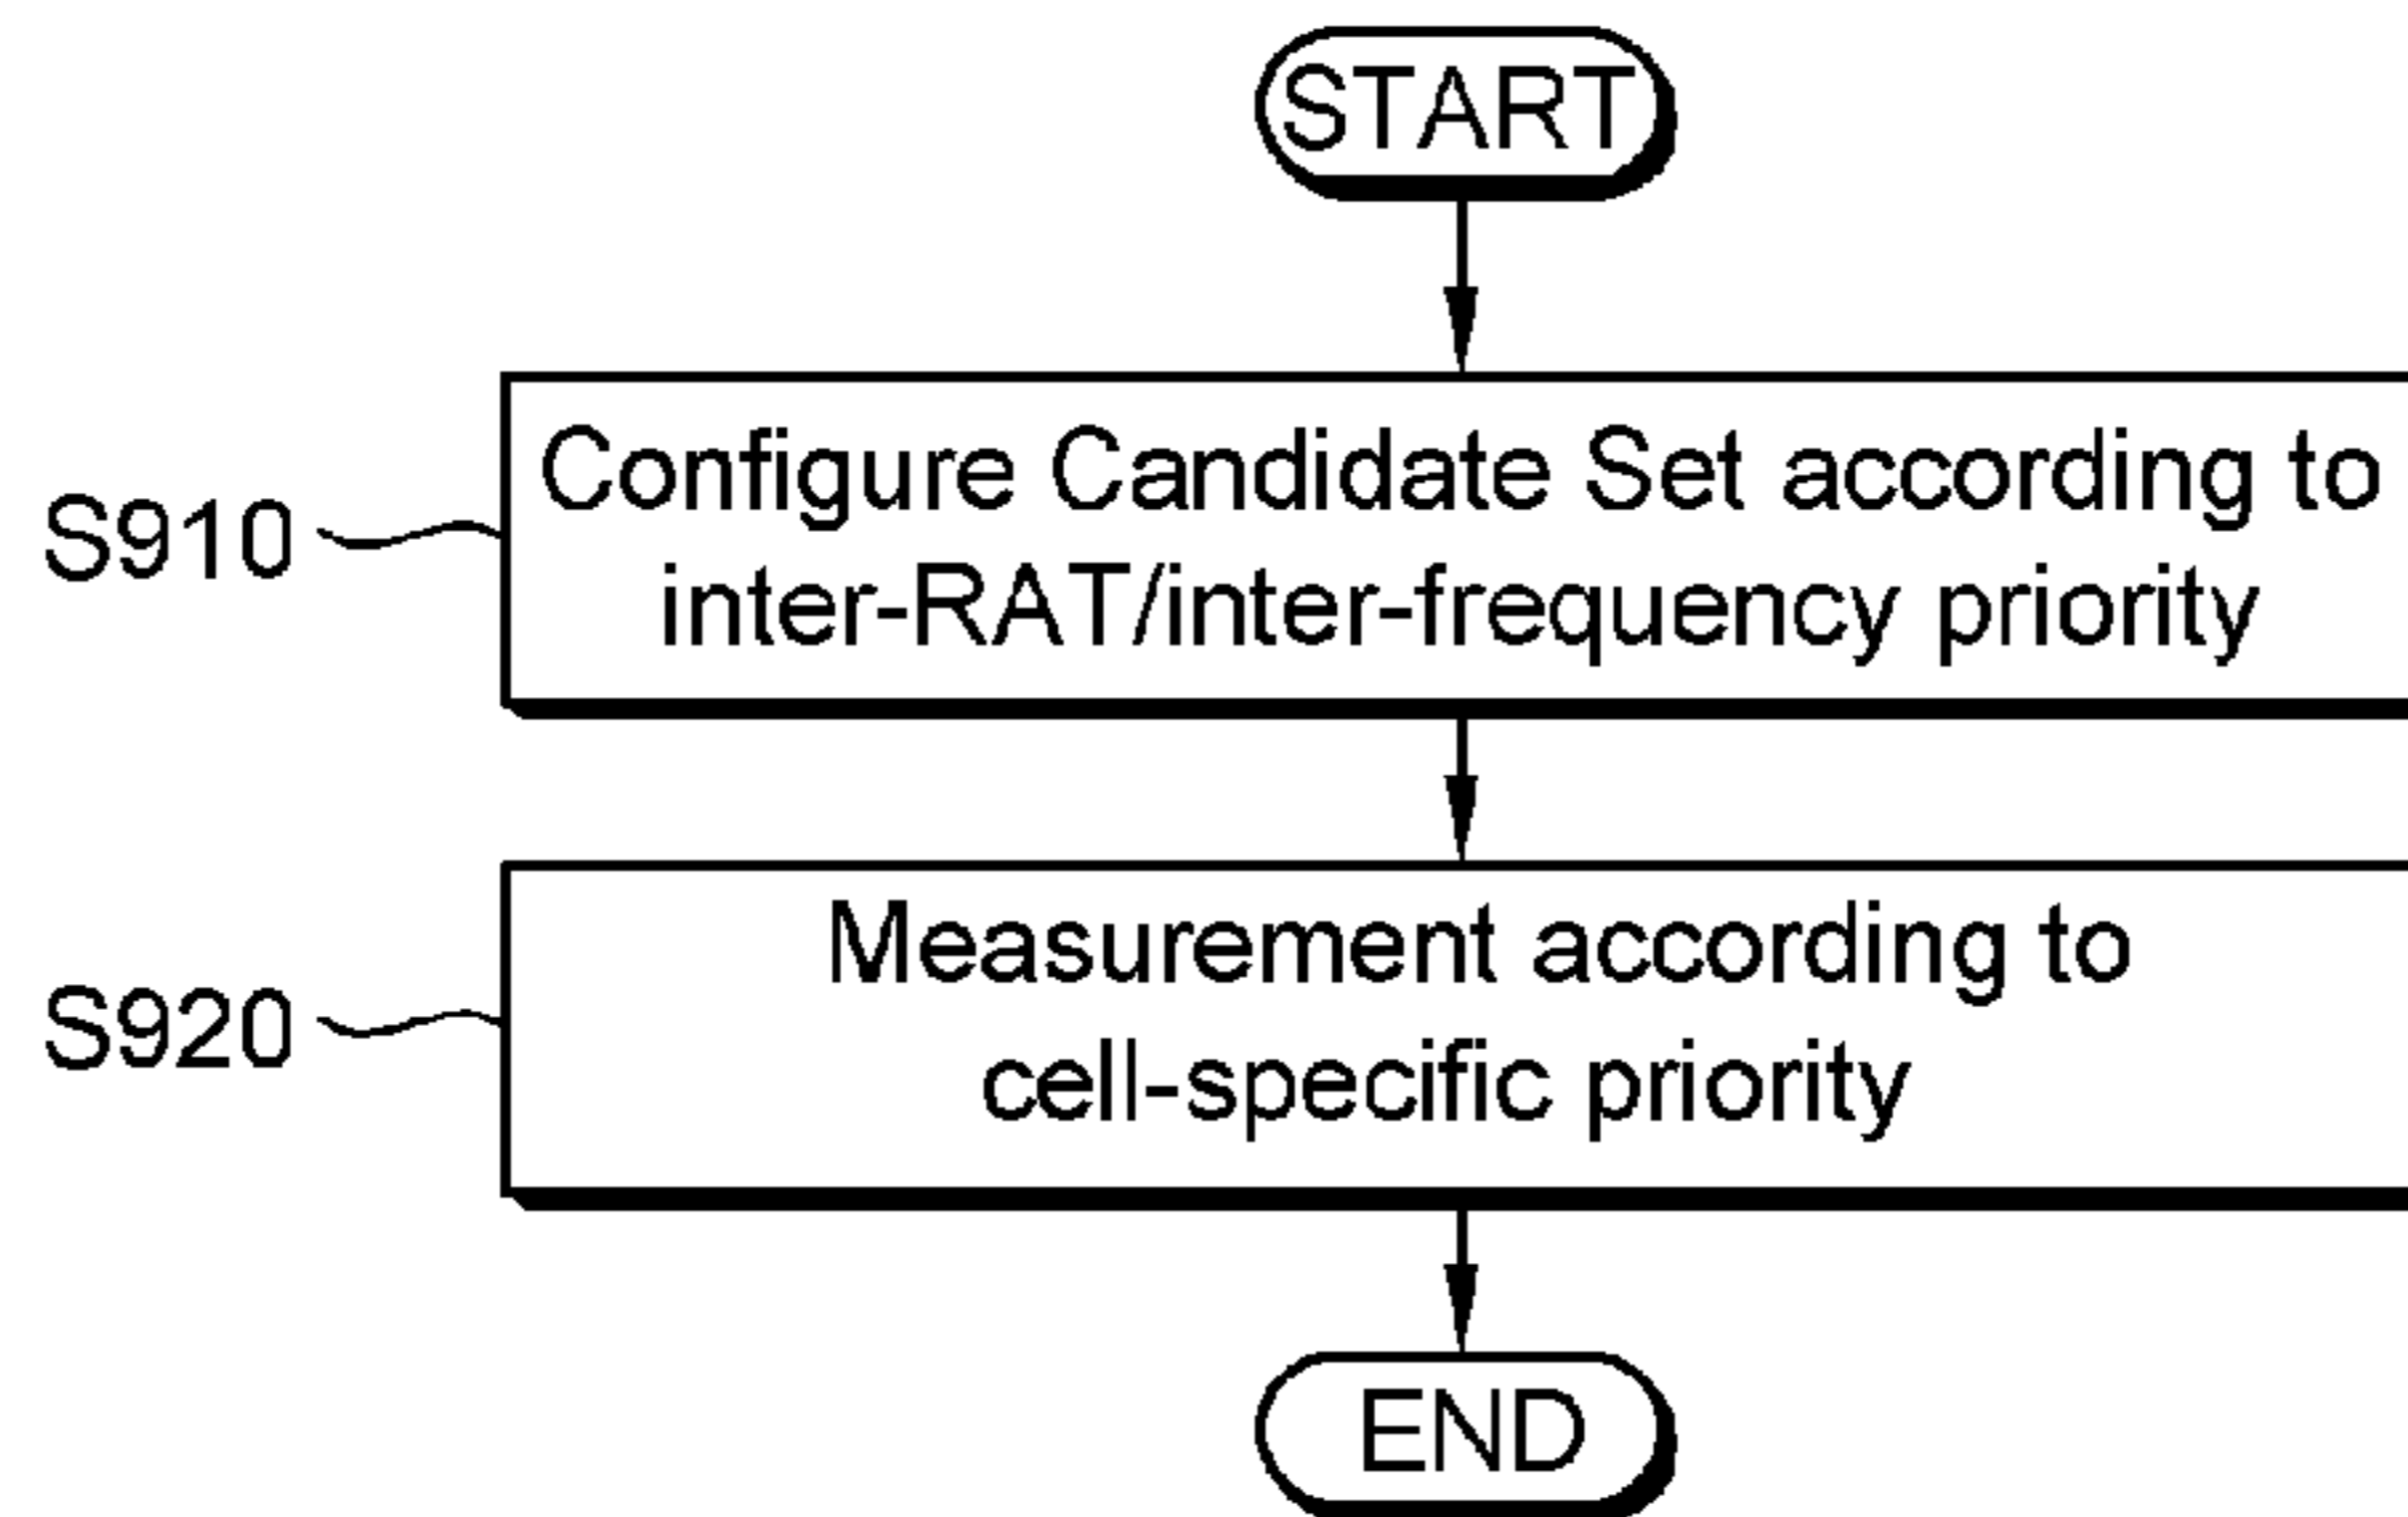 START
Configure Candidate Set according to
S910
inter-RAT/inter-frequency priority
Measurement according to
S920
cell-specific priority
END